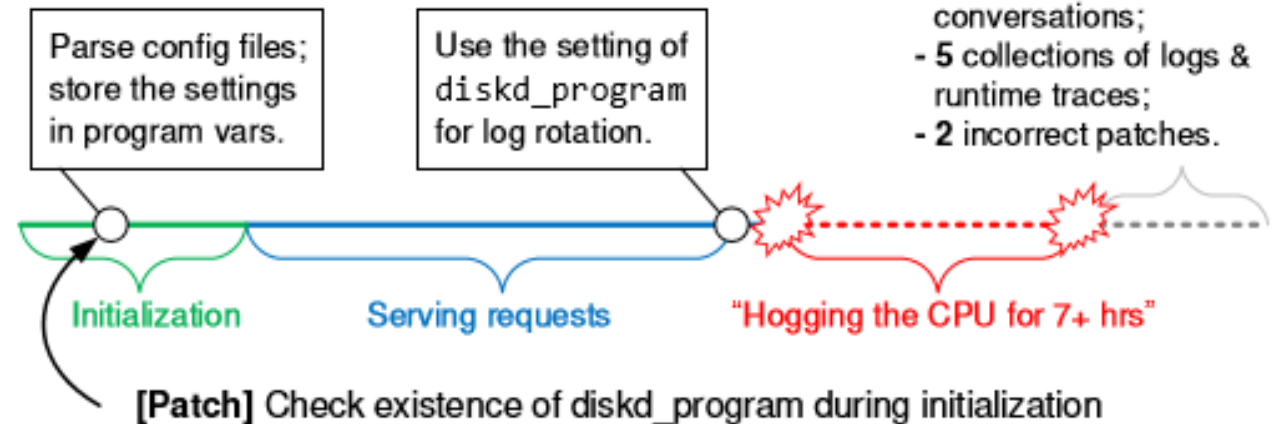 Parse config files;
store the settings
in program vars.
Use the setting of
diskd_program
for log rotation.
conversations;
- 5 collections of logs &
runtime traces;
- 2 incorrect patches.
Initialization
Serving requests
“Hogging the CPU for 7+ hrs”
[Patch] Check existence of diskd_program during initialization